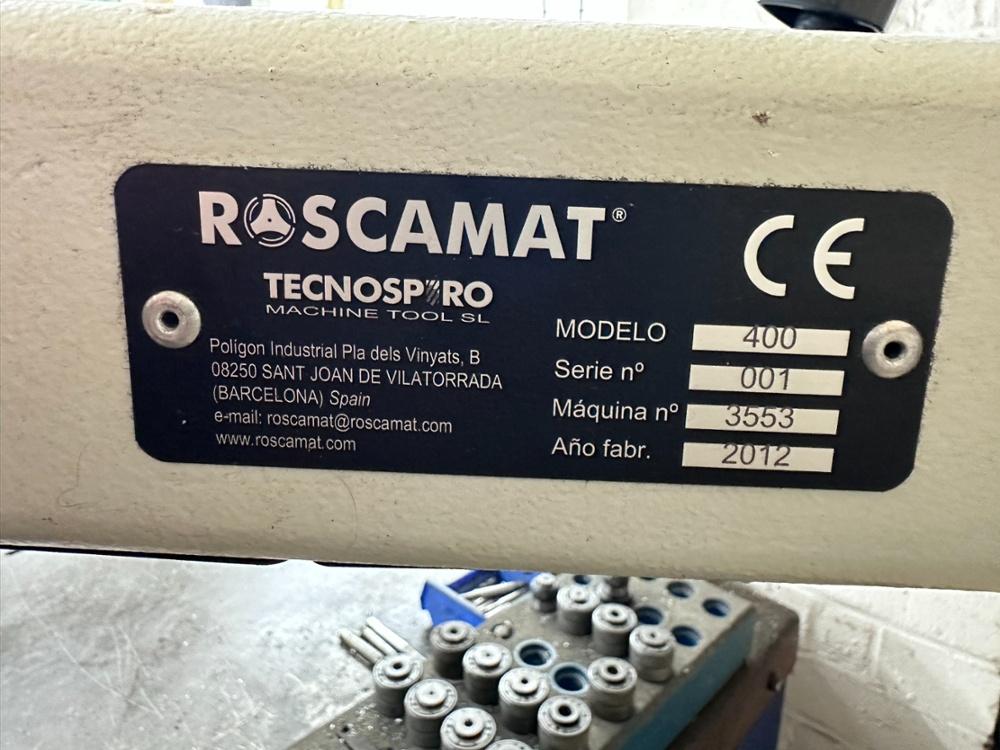 ROSCAMAT®
TECNOSPIRO
MACHINE TOOL SL
Polígon Industrial Pla dels Vinyats, B
08250 SANT JOAN DE VILATORRADA
(BARCELONA) Spain
e-mail: roscamat@roscamat.com
www.roscamat.com
CE
MODELO 400
Serie nº 001
Máquina nº 3553
Año fabr. 2012